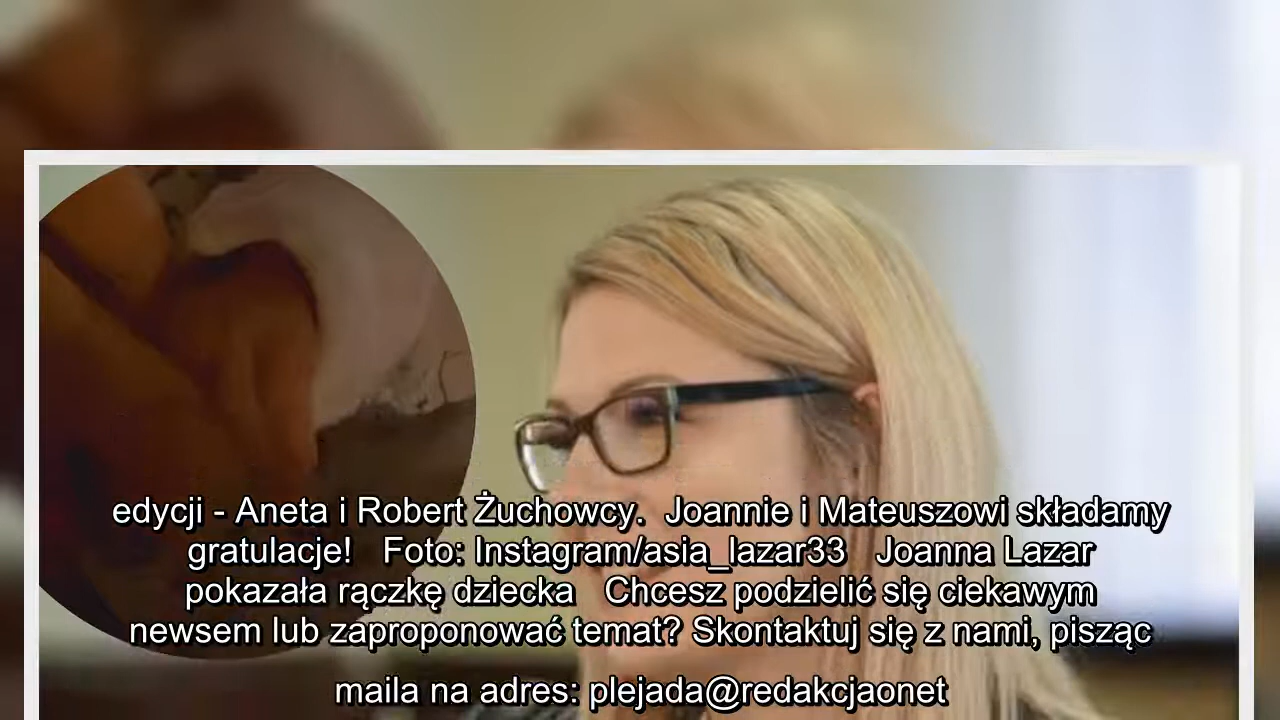 edycji - Aneta i Robert Żuchowcy. Joannie i Mateuszowi składamy
gratulacje! Foto: Instagram/asia_lazar33 Joanna Lazar
pokazała rączkę dziecka Chcesz podzielić się ciekawym
newsem lub zaproponować temat? Skontaktuj się z nami, pisząc
maila na adres: plejada@redakcjaonet